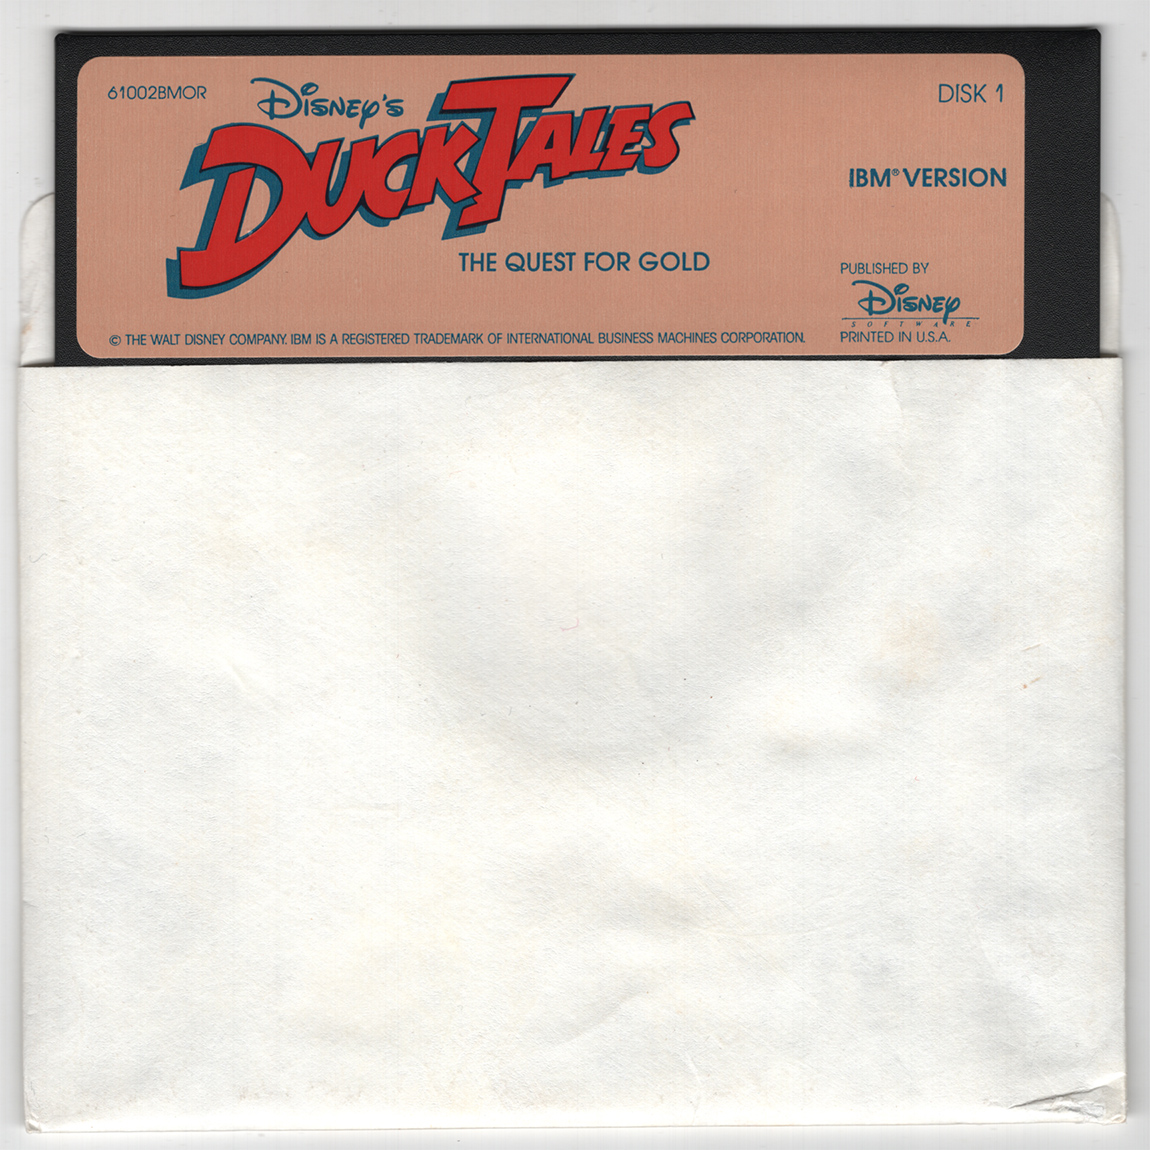 61002BMOR
DISNEY'S
DUCKTALES
THE QUEST FOR GOLD
DISK 1
IBM® VERSION
PUBLISHED BY
DISNEY
SOFTWARE
PRINTED IN U.S.A.
© THE WALT DISNEY COMPANY. IBM IS A REGISTERED TRADEMARK OF INTERNATIONAL BUSINESS MACHINES CORPORATION.